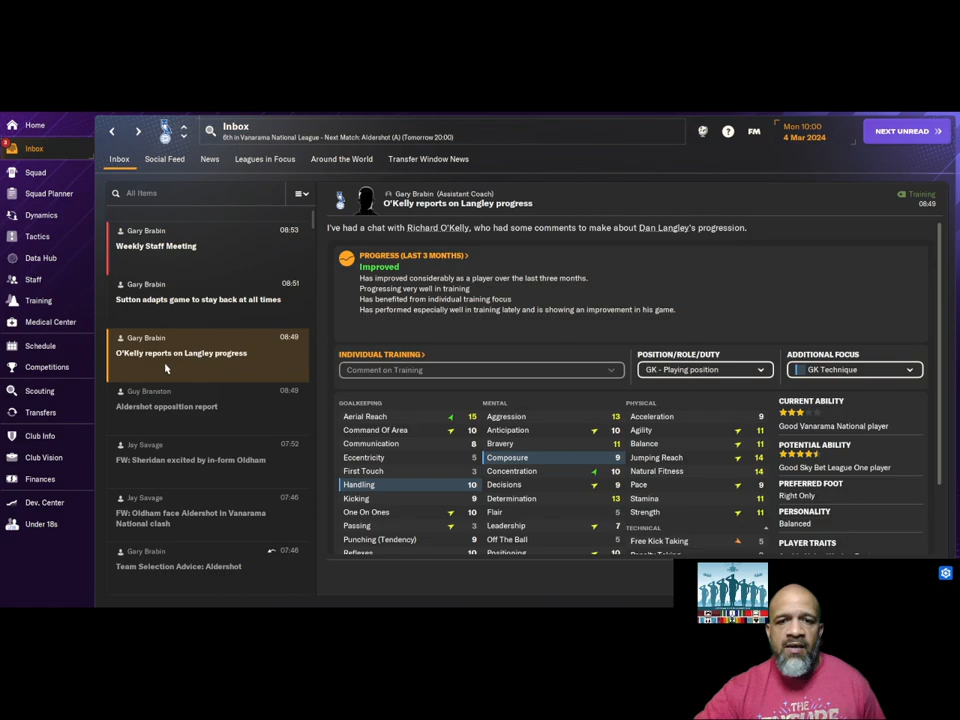 Home
Inbox
Squad
Squad Planner
Dynamics
Tactics
Data Hub
Staff
Training
Medical Center
Schedule
Competitions
Scouting
Transfers
Club Info
Club Vision
Finances
Dev. Center
Under 18s
Inbox
6th in Vanarama National League - Next Match: Aldershot (A) (Tomorrow 20:00)
FM
Mon 10:00
4 Mar 2024
NEXT UNREAD
Inbox Social Feed News Leagues in Focus Around the World Transfer Window News
All Items
Gary Brabin 08:53
Weekly Staff Meeting
Gary Brabin 08:51
Sutton adapts game to stay back at all times
Gary Brabin 08:49
O'Kelly reports on Langley progress
Guy Branston 08:49
Aldershot opposition report
Jay Savage 07:52
FW: Sheridan excited by in-form Oldham
Jay Savage 07:46
FW: Oldham face Aldershot in Vanarama
National clash
Gary Brabin 07:46
Team Selection Advice: Aldershot
Gary Brabin (Assistant Coach)
O'Kelly reports on Langley progress
Training
08:49
I've had a chat with Richard O'Kelly, who had some comments to make about Dan Langley's progression.
PROGRESS (LAST 3 MONTHS) >
Improved
Has improved considerably as a player over the last three months.
Progressing very well in training
Has benefited from individual training focus
Has performed especially well in training lately and is showing an improvement in his game.
INDIVIDUAL TRAINING >
Comment on Training
POSITION/ROLE/DUTY
GK - Playing position
ADDITIONAL FOCUS
GK Technique
GOALKEEPING
Aerial Reach 15
Command Of Area 10
Communication 8
Eccentricity 5
First Touch 3
Handling 10
Kicking 9
One On Ones 10
Passing 3
Punching (Tendency) 9
Reflexes 10
MENTAL
Aggression 13
Anticipation 10
Bravery 11
Composure 9
Concentration 10
Decisions 9
Determination 13
Flair 5
Leadership 7
Off The Ball 5
Positioning 10
PHYSICAL
Acceleration 9
Agility 11
Balance 11
Jumping Reach 14
Natural Fitness 14
Pace 9
Stamina 11
Strength 11
TECHNICAL
Free Kick Taking 5
CURRENT ABILITY
Good Vanarama National player
POTENTIAL ABILITY
Good Sky Bet League One player
PREFERRED FOOT
Right Only
PERSONALITY
Balanced
PLAYER TRAITS
THE